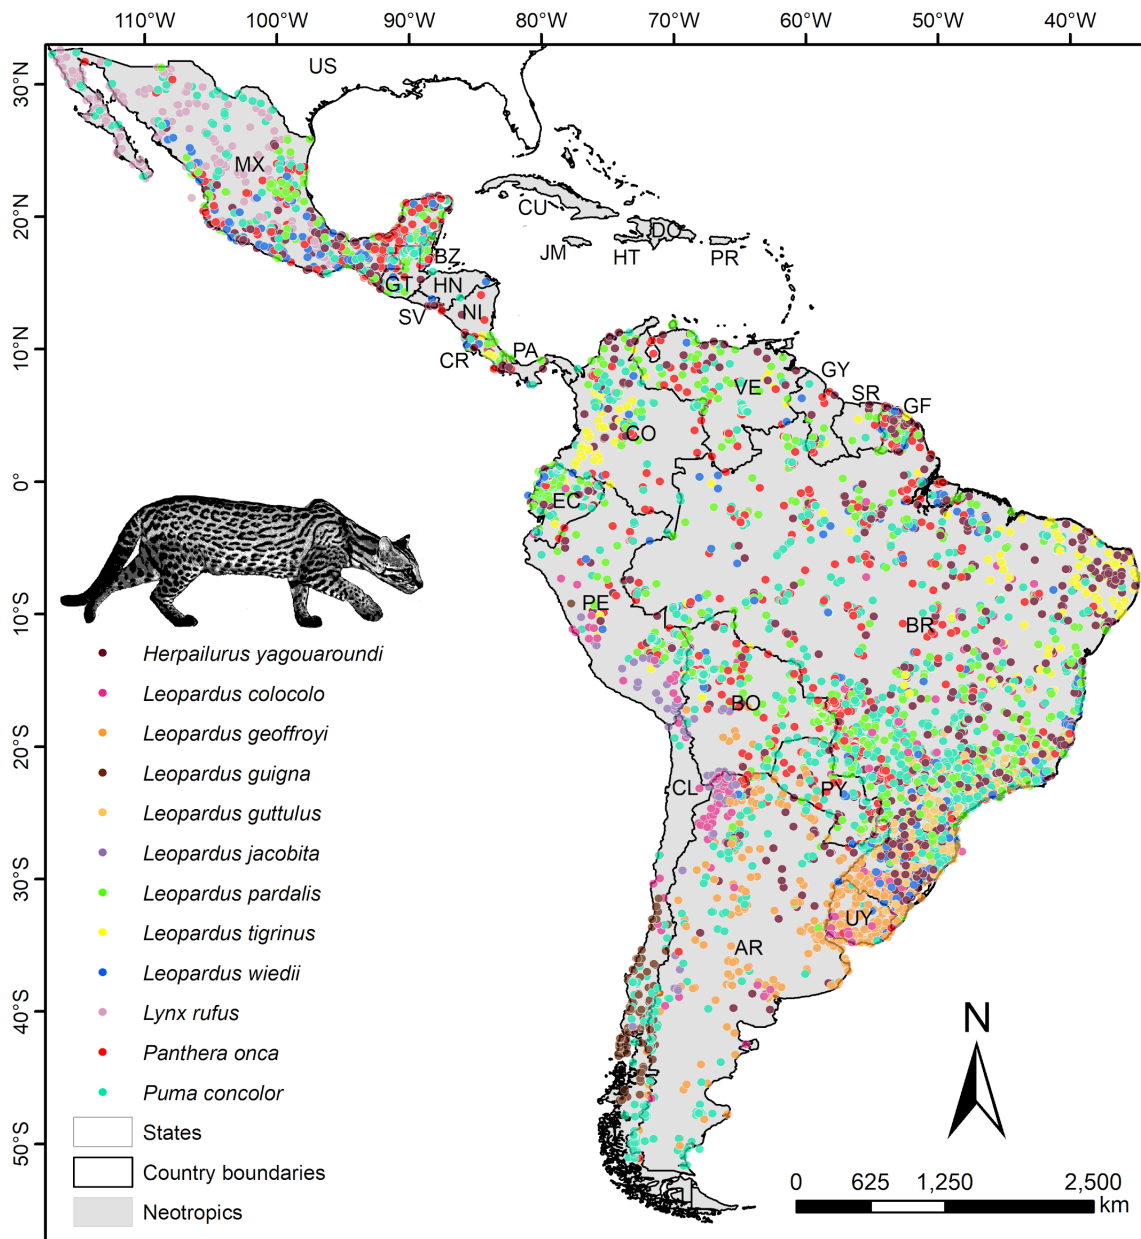 110°W 100°W 90°W 80°W 70°W 60°W 50°W 40°W
30°N
20°N
10°N
0°
10°S
20°S
30°S
40°S
50°S
US
MX
CU
DO
JM
HT
PR
BZ
GT
HN
SV
NI
CR
PA
VE
GY
SR
GF
CO
EC
PE
BR
BO
PY
CL
UY
AR
Herpailurus yagouaroundi
Leopardus colocolo
Leopardus geoffroyi
Leopardus guigna
Leopardus guttulus
Leopardus jacobita
Leopardus pardalis
Leopardus tigrinus
Leopardus wiedii
Lynx rufus
Panthera onca
Puma concolor
States
Country boundaries
Neotropics
N
0 625 1,250 2,500
km